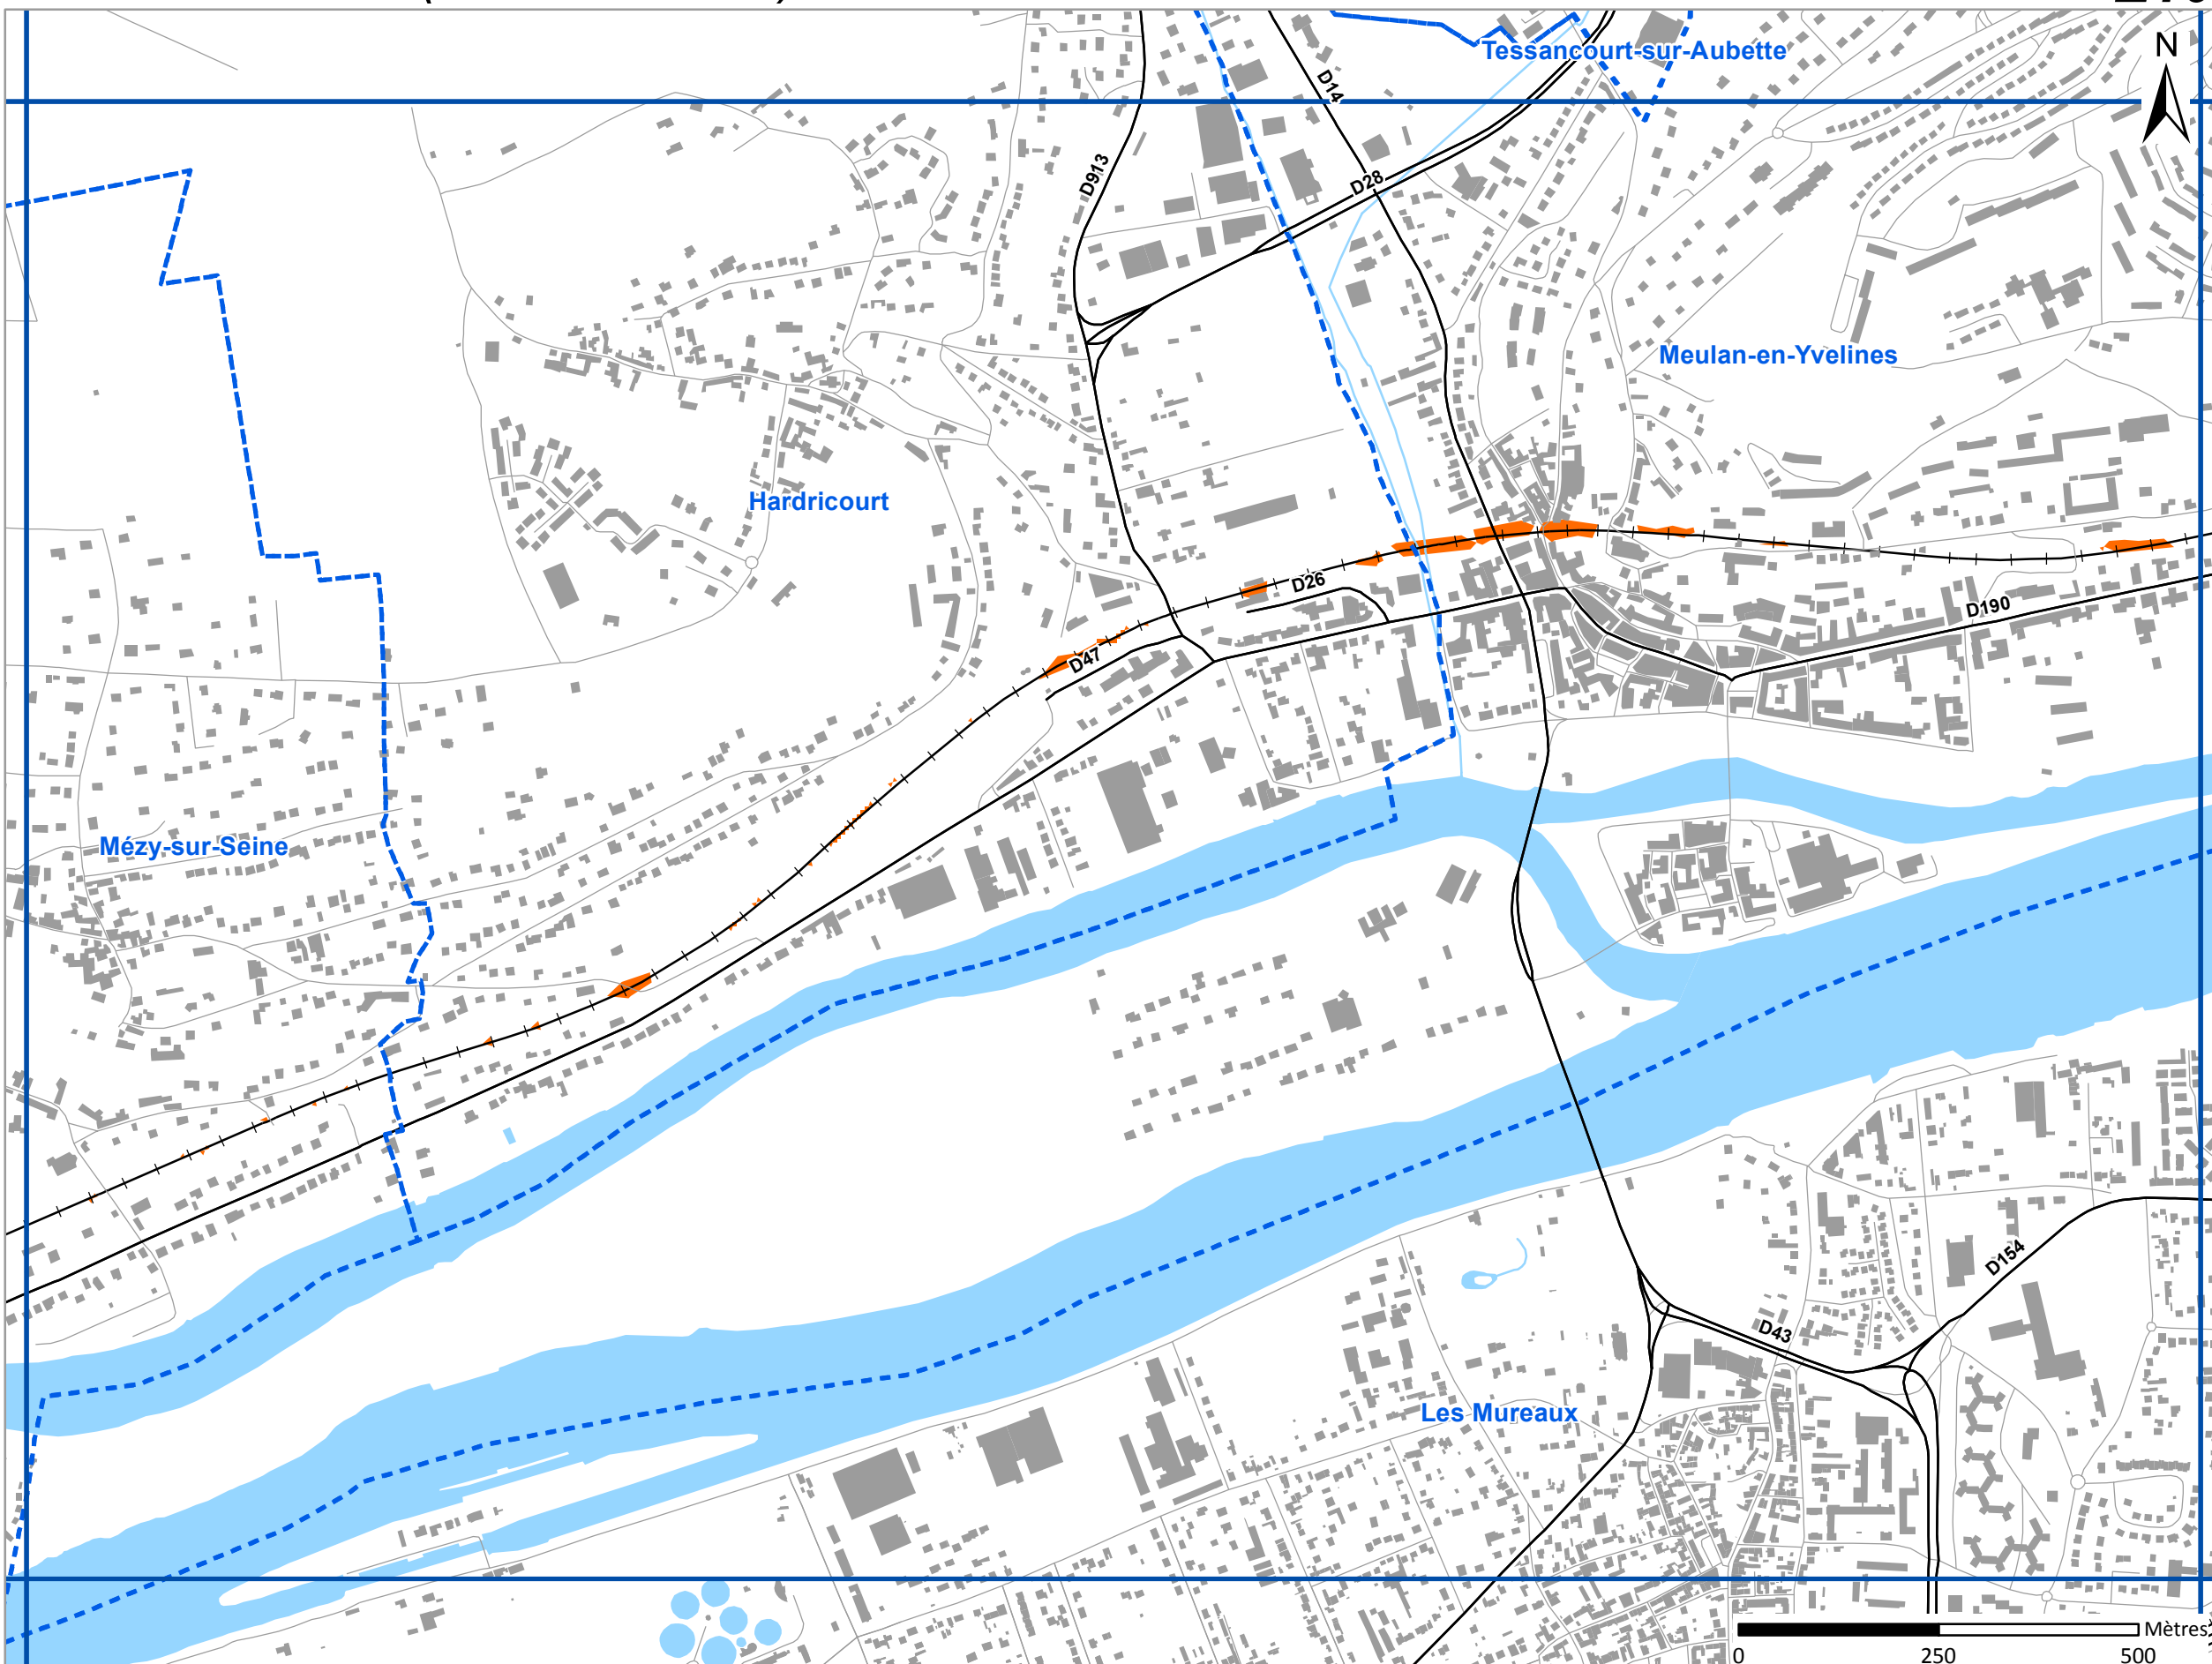 Tessancourt-sur-Aubette
N
D14
D913
D28
Meulan-en-Yvelines
Hardricourt
D26
D190
D47
Mézy-sur-Seine
D154
D43
Les Mureaux
Mètres
0 250 500